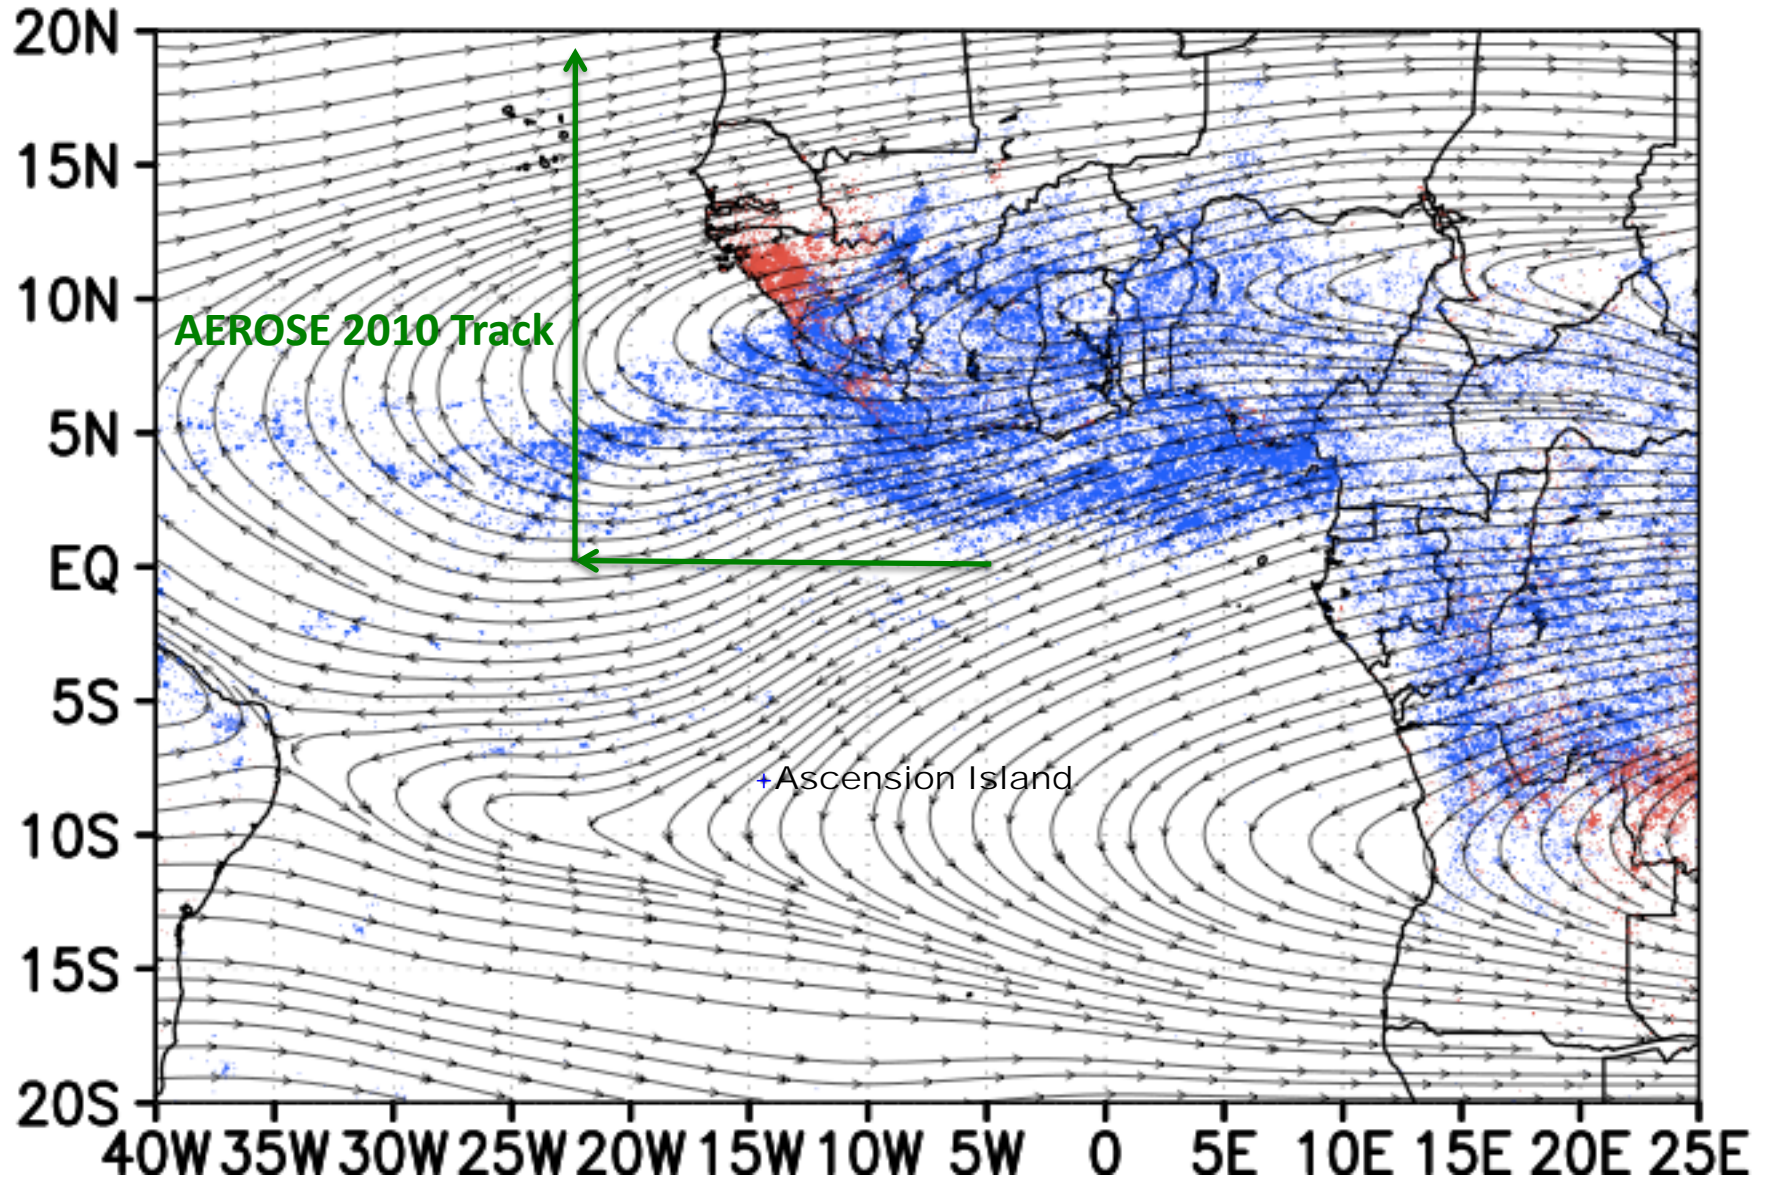 20N
15N
10N
AEROSE 2010 Track
5N
EQ
5S
Ascension Island
10S
15S
20S
40W 35W 30W 25W 20W 15W 10W 5W 0 5E 10E 15E 20E 25E